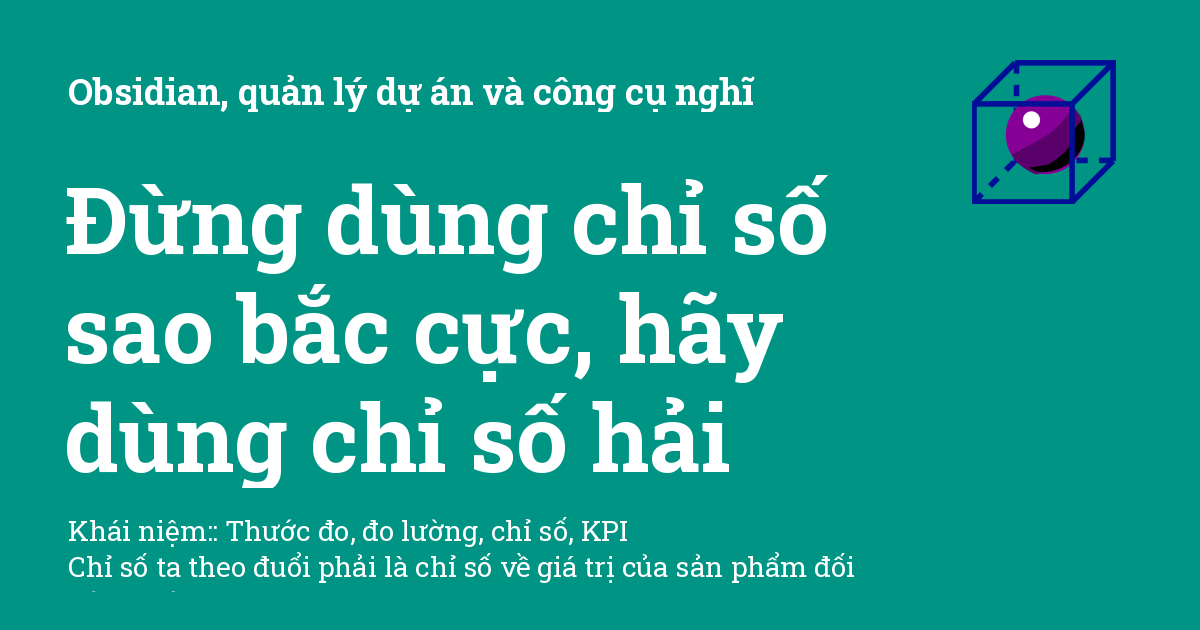 Obsidian, quản lý dự án và công cụ nghĩ
Đừng dùng chỉ số
sao bắc cực, hãy
dùng chỉ số hải
Khái niệm:: Thước đo, đo lường, chỉ số, KPI
Chỉ số ta theo đuổi phải là chỉ số về giá trị của sản phẩm đối